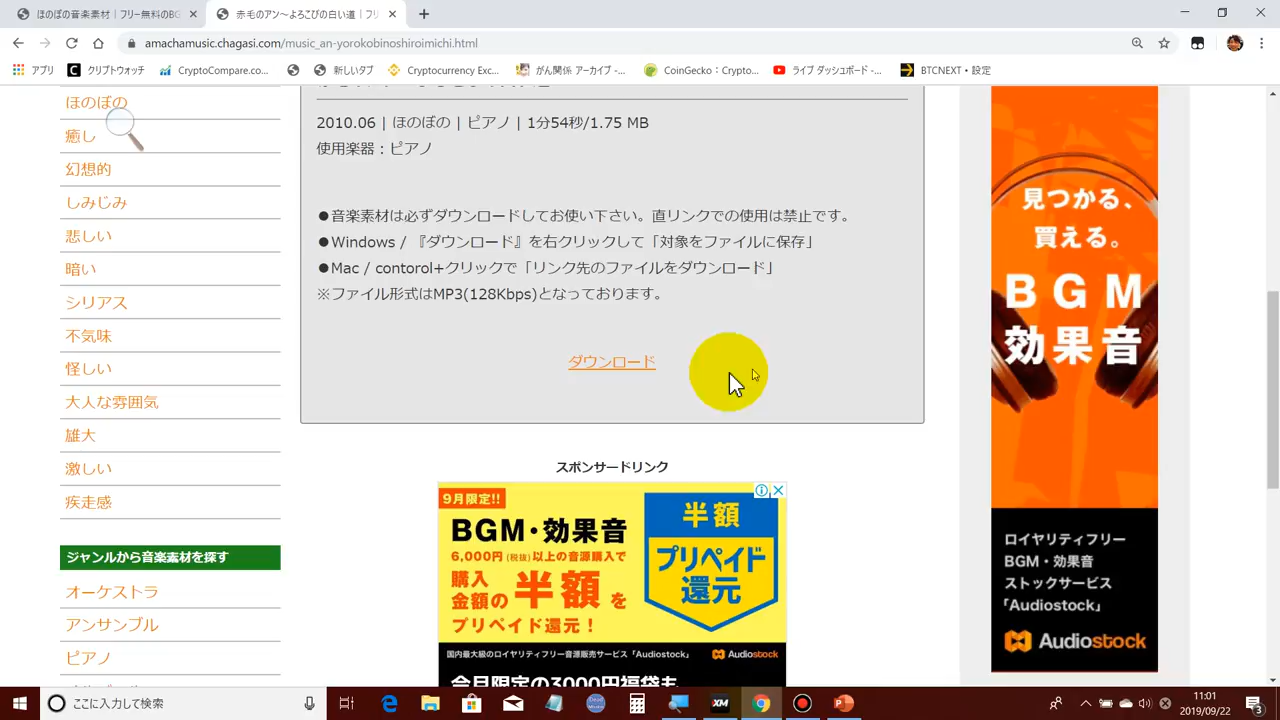 ほのぼの音楽素材｜フリー無料のBG
赤毛のアン～よろこびの白い道｜フリ
amachamusic.chagasi.com/music_an-yorokobinoshiroimichi.html
アプリ
クリプトウォッチ
CryptoCompare.co...
新しいタブ
Cryptocurrency Exc...
がん関係 アーカイブ -...
CoinGecko：Crypto...
ライブ ダッシュボード -...
BTCNEXT・設定
ほのぼの
癒し
幻想的
しみじみ
悲しい
暗い
シリアス
不気味
怪しい
大人な雰囲気
雄大
激しい
疾走感
ジャンルから音楽素材を探す
オーケストラ
アンサンブル
ピアノ
2010.06 | ほのぼの | ピアノ | 1分54秒/1.75 MB
使用楽器：ピアノ
●音楽素材は必ずダウンロードしてお使い下さい。直リンクでの使用は禁止です。
●Windows / 『ダウンロード』を右クリックして「対象をファイルに保存」
●Mac / contorol+クリックで「リンク先のファイルをダウンロード」
※ファイル形式はMP3(128Kbps)となっております。
ダウンロード
スポンサードリンク
9月限定!!
BGM・効果音
6,000円(税抜)以上の音源購入で
購入
金額の半額を
プリペイド還元！
半額
プリペイド
還元
国内最大級のロイヤリティフリー音源販売サービス「Audiostock」
Audiostock
今月限定の3000円福袋も
見つかる、
買える。
BGM
効果音
ロイヤリティフリー
BGM・効果音
ストックサービス
「Audiostock」
Audiostock
ここに入力して検索
XM
11:01
2019/09/22
3